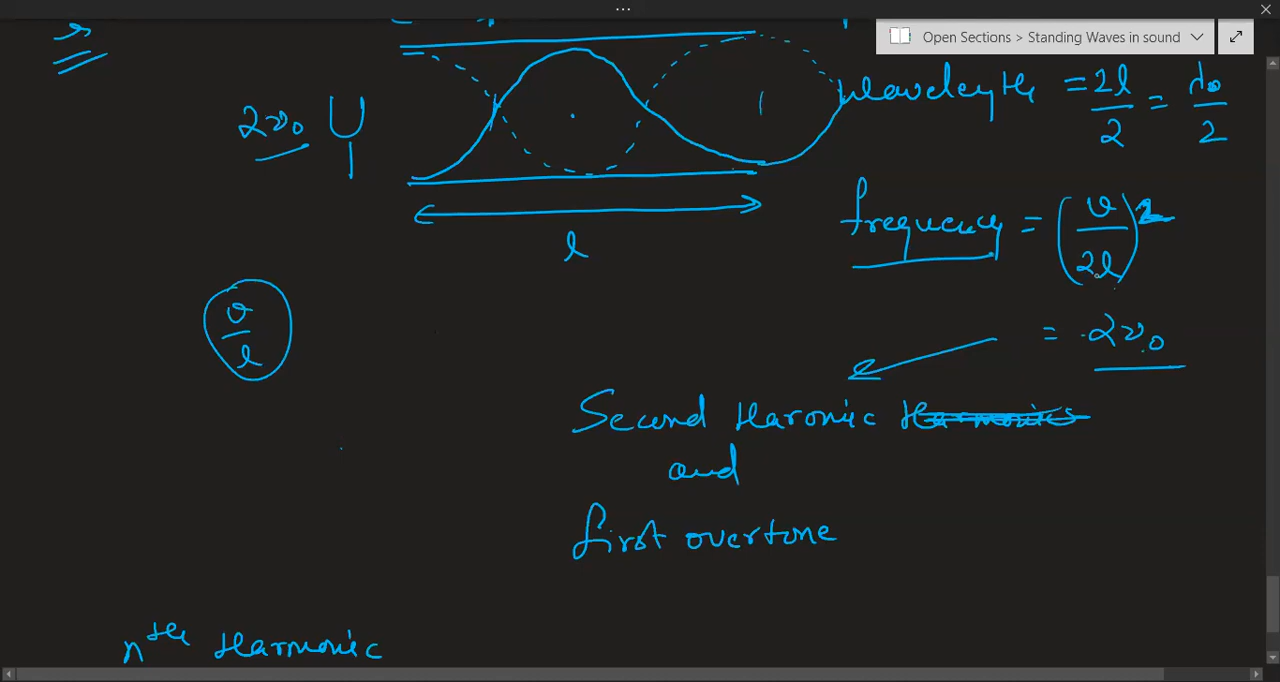 Open Sections > Standing Waves in sound
wavelength = 2l/2 = λ₀/2
2ν₀
frequency = (v/2l)2
l
v/l
= 2ν₀
Second Haronic
and
first overtone
nth Harmonic